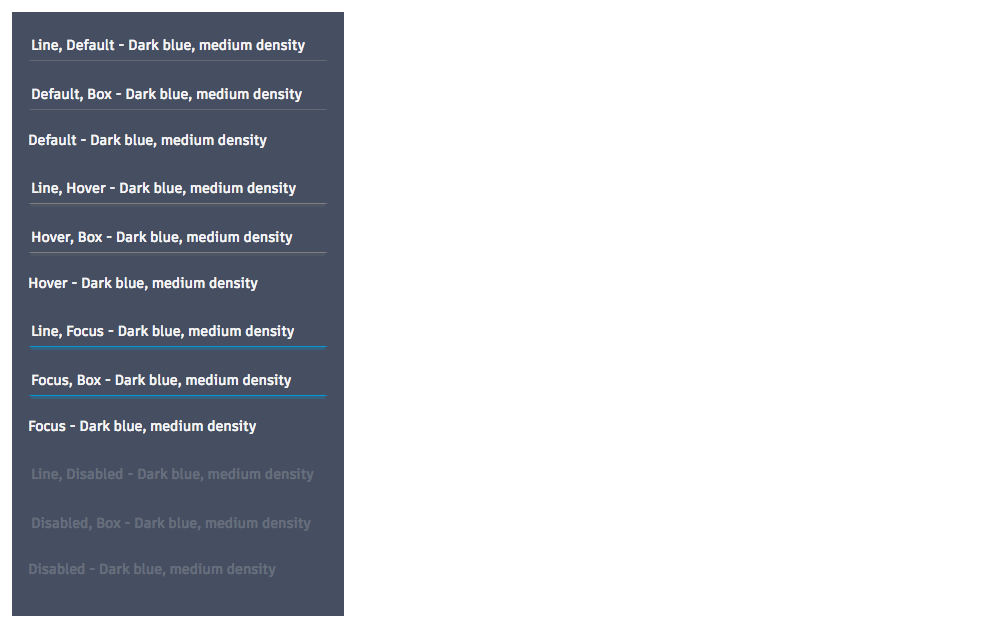 Line, Default - Dark blue, medium density
Default, Box - Dark blue, medium density
Default - Dark blue, medium density
Line, Hover - Dark blue, medium density
Hover, Box - Dark blue, medium density
Hover - Dark blue, medium density
Line, Focus - Dark blue, medium density
Focus, Box - Dark blue, medium density
Focus - Dark blue, medium density
Line, Disabled - Dark blue, medium density
Disabled, Box - Dark blue, medium density
Disabled - Dark blue, medium density